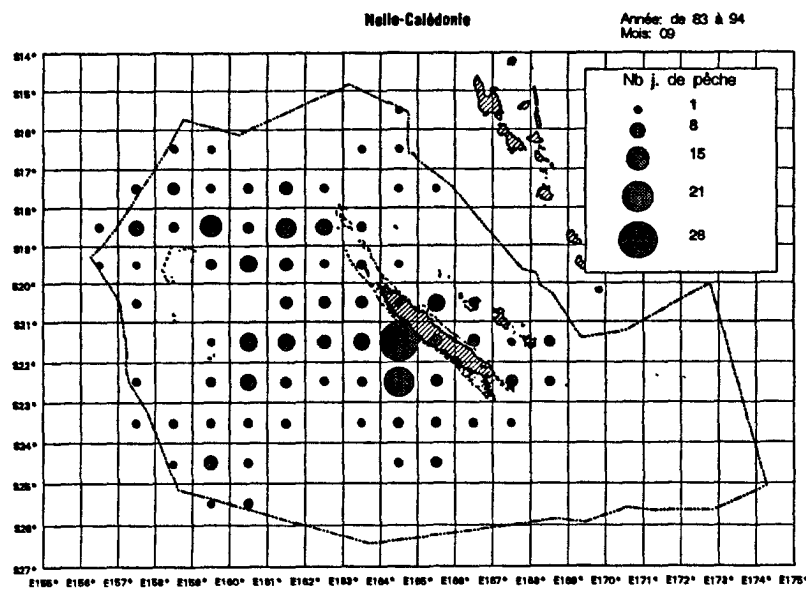 Nelle-Calédonie
Année: de 83 à 94
Mois: 09
Nb j. de pêche
1
8
15
21
28
S14°
S15°
S16°
S17°
S18°
S19°
S20°
S21°
S22°
S23°
S24°
S25°
S26°
S27°
E155° E156° E157° E158° E159° E160° E161° E162° E163° E164° E165° E166° E167° E168° E169° E170° E171° E172° E173° E174° E175°